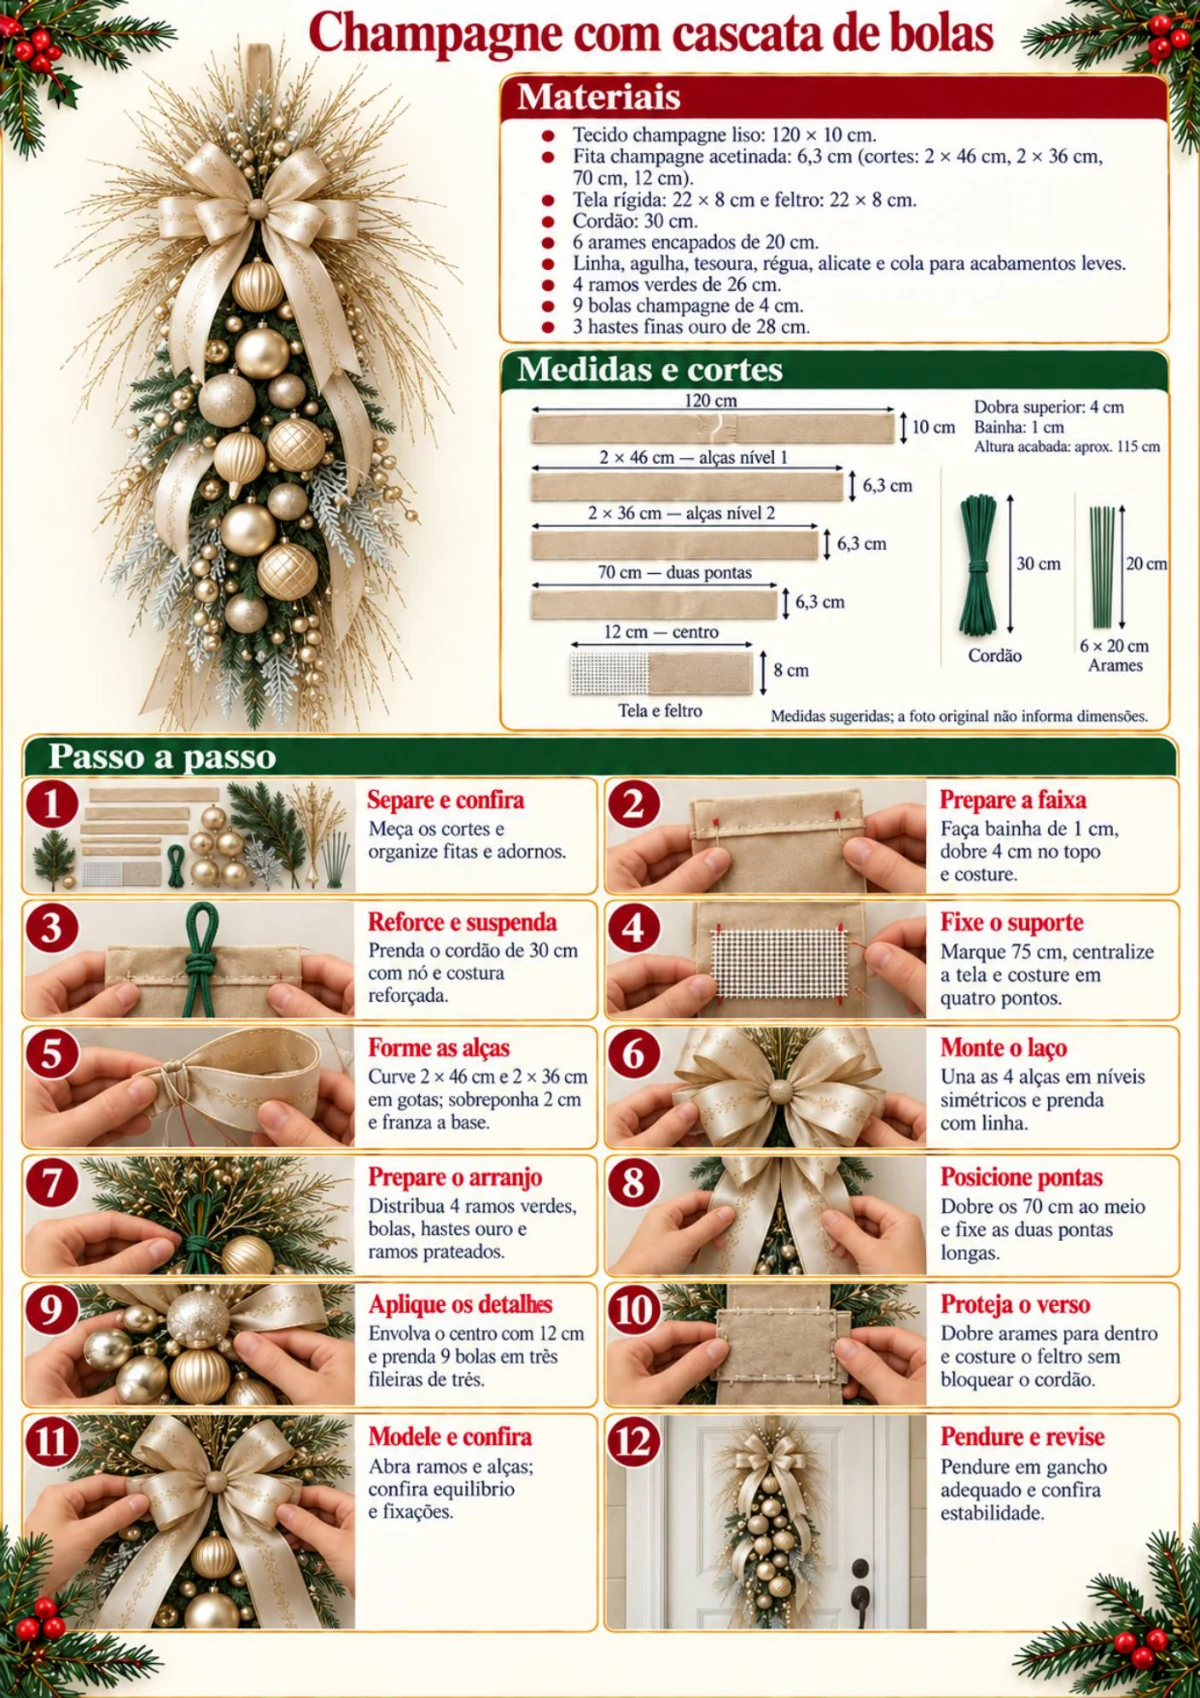 Champagne com cascata de bolas
Materiais
Tecido champagne liso: 120 × 10 cm.
Fita champagne acetinada: 6,3 cm (cortes: 2 × 46 cm, 2 × 36 cm,
70 cm, 12 cm).
Tela rígida: 22 × 8 cm e feltro: 22 × 8 cm.
Cordão: 30 cm.
6 arames encapados de 20 cm.
Linha, agulha, tesoura, régua, alicate e cola para acabamentos leves.
4 ramos verdes de 26 cm.
9 bolas champagne de 4 cm.
3 hastes finas ouro de 28 cm.
Medidas e cortes
120 cm
10 cm
Dobra superior: 4 cm
Bainha: 1 cm
Altura acabada: aprox. 115 cm
2 × 46 cm — alças nível 1
6,3 cm
2 × 36 cm — alças nível 2
6,3 cm
70 cm — duas pontas
6,3 cm
12 cm — centro
8 cm
Tela e feltro
30 cm
Cordão
20 cm
6 × 20 cm
Arames
Medidas sugeridas; a foto original não informa dimensões.
Passo a passo
1
Separe e confira
Meça os cortes e
organize fitas e adornos.
2
Prepare a faixa
Faça bainha de 1 cm,
dobre 4 cm no topo
e costure.
3
Reforce e suspenda
Prenda o cordão de 30 cm
com nó e costura
reforçada.
4
Fixe o suporte
Marque 75 cm, centralize
a tela e costure em
quatro pontos.
5
Forme as alças
Curve 2 × 46 cm e 2 × 36 cm
em gotas; sobreponha 2 cm
e franza a base.
6
Monte o laço
Una as 4 alças em níveis
simétricos e prenda
com linha.
7
Prepare o arranjo
Distribua 4 ramos verdes,
bolas, hastes ouro e
ramos prateados.
8
Posicione pontas
Dobre os 70 cm ao meio
e fixe as duas pontas
longas.
9
Aplique os detalhes
Envolva o centro com 12 cm
e prenda 9 bolas em três
fileiras de três.
10
Proteja o verso
Dobre arames para dentro
e costure o feltro sem
bloquear o cordão.
11
Modele e confira
Abra ramos e alças;
confira equilíbrio
e fixações.
12
Pendure e revise
Pendure em gancho
adequado e confira
estabilidade.